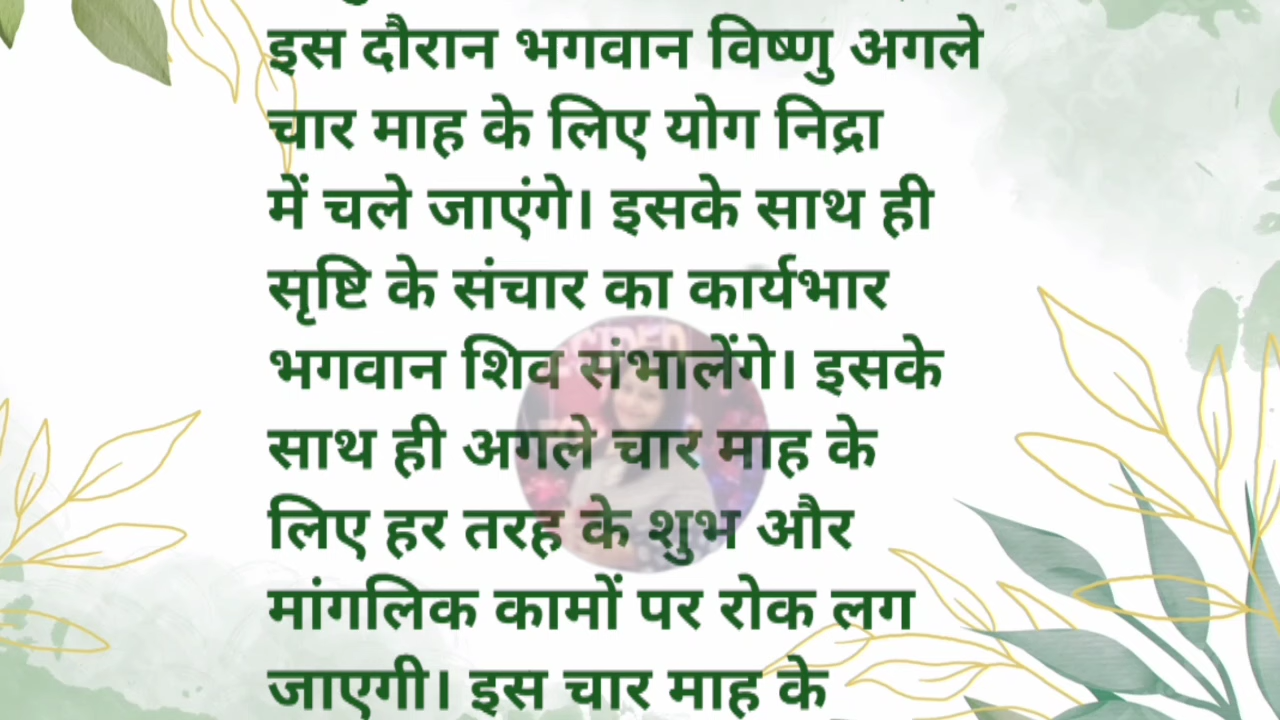 इस दौरान भगवान विष्णु अगले
चार माह के लिए योग निद्रा
में चले जाएंगे। इसके साथ ही
सृष्टि के संचार का कार्यभार
भगवान शिव संभालेंगे। इसके
साथ ही अगले चार माह के
लिए हर तरह के शुभ और
मांगलिक कामों पर रोक लग
जाएगी। इस चार माह के